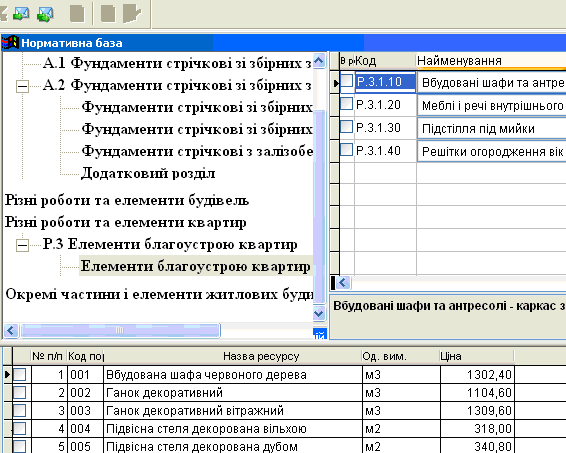 Нормативна база
А.1 Фундаменти стрічкові зі збірних з
А.2 Фундаменти стрічкові зі збірних з
Фундаменти стрічкові зі збірних
Фундаменти стрічкові зі збірних
Фундаменти стрічкові з залізобе
Додатковий розділ
Різні роботи та елементи будівель
Різні роботи та елементи квартир
Р.3 Елементи благоустрою квартир
Елементи благоустрою квартир
Окремі частини і елементи житлових буди
В р Код Найменування
Р.3.1.10 Вбудовані шафи та антре
Р.3.1.20 Меблі і речі внутрішнього
Р.3.1.30 Підстілля під мийки
Р.3.1.40 Решітки огородження вік
Вбудовані шафи та антресолі - каркас з
№ п/п Код по Назва ресурсу Од. вим. Ціна
1 001 Вбудована шафа червоного дерева м3 1302,40
2 002 Ганок декоративний м3 1104,60
3 003 Ганок декоративний вітражний м3 1309,60
4 004 Підвісна стеля декорована вільхою м2 318,00
5 005 Підвісна стеля декорована дубом м2 340,80